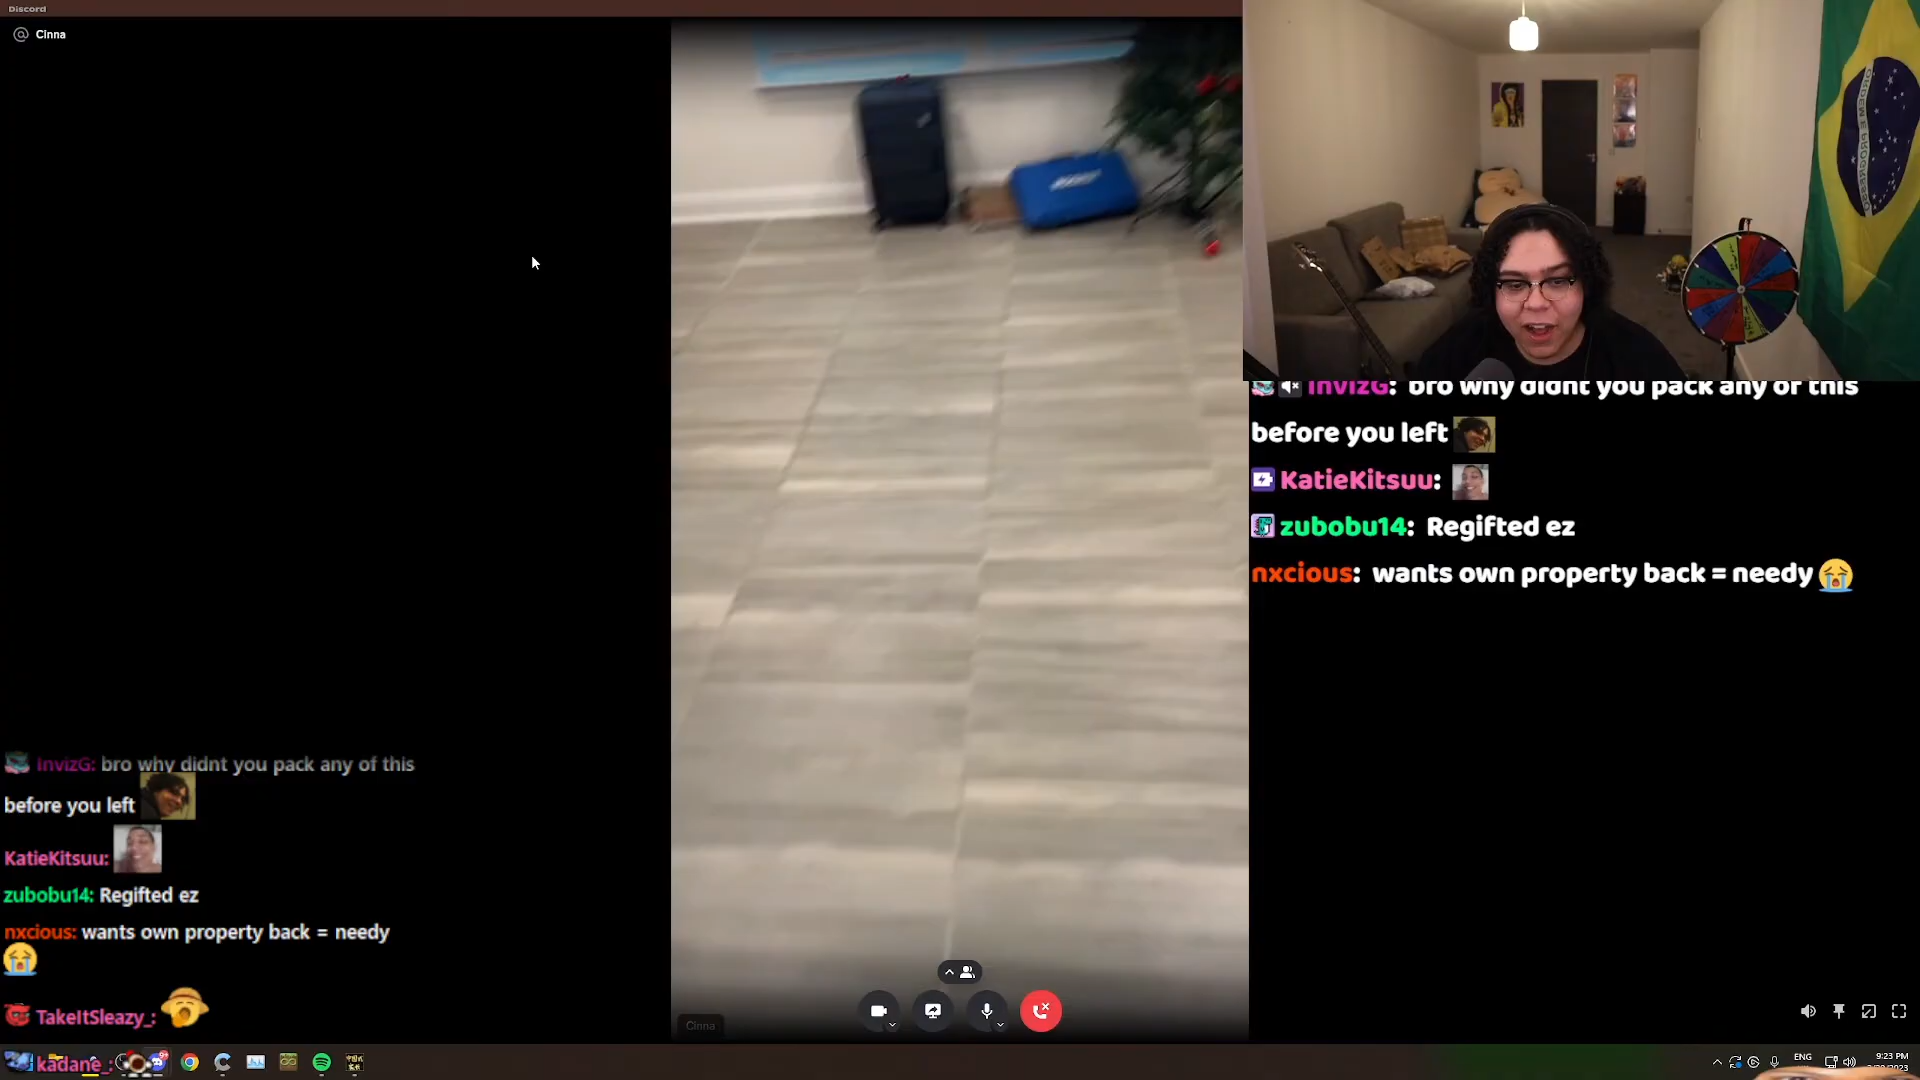 Discord
Cinna
InvizG: bro why didnt you pack any of this
before you left
KatieKitsuu:
zubobu14: Regifted ez
nxcious: wants own property back = needy
InvizG: bro why didnt you pack any of this
before you left
KatieKitsuu:
zubobu14: Regifted ez
nxcious: wants own property back = needy
TakeItSleazy_:
kadane_:
Cinna
ENG
9:23 PM